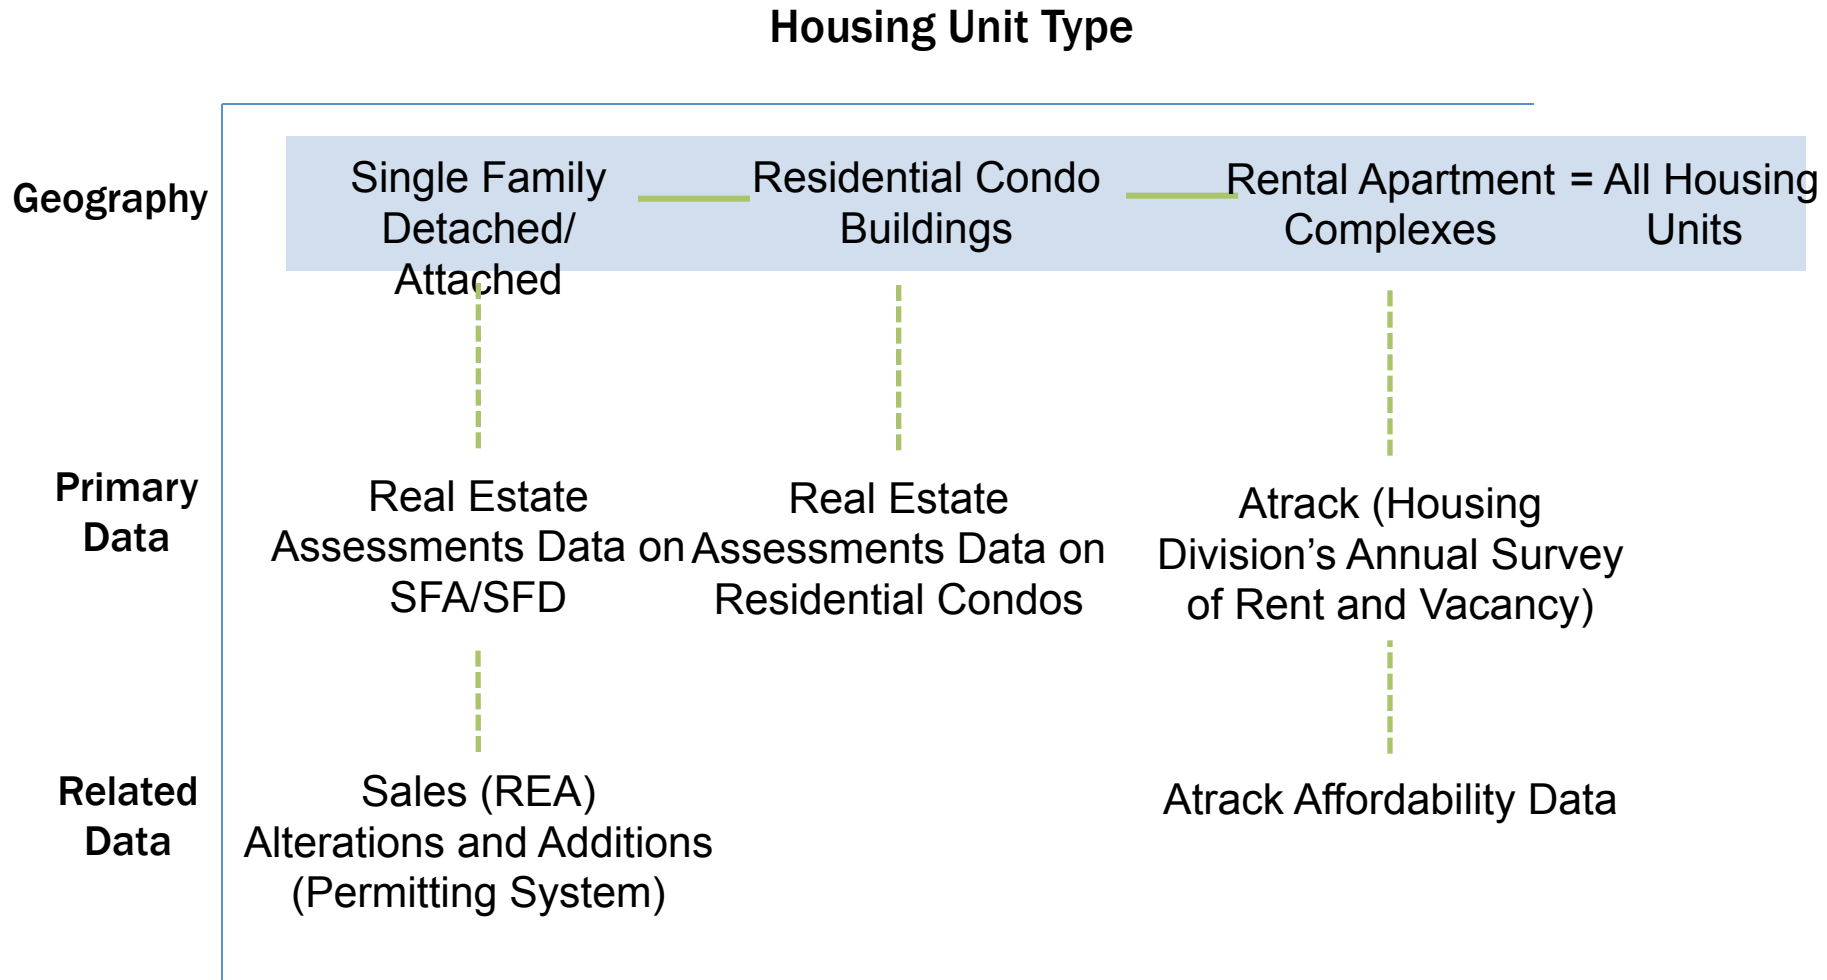 Housing Unit Type
Geography
Single Family
Detached/
Attached
Residential Condo
Buildings
Rental Apartment
Complexes
= All Housing
Units
Primary
Data
Real Estate
Assessments Data on
SFA/SFD
Real Estate
Assessments Data on
Residential Condos
Atrack (Housing
Division’s Annual Survey
of Rent and Vacancy)
Related
Data
Sales (REA)
Alterations and Additions
(Permitting System)
Atrack Affordability Data